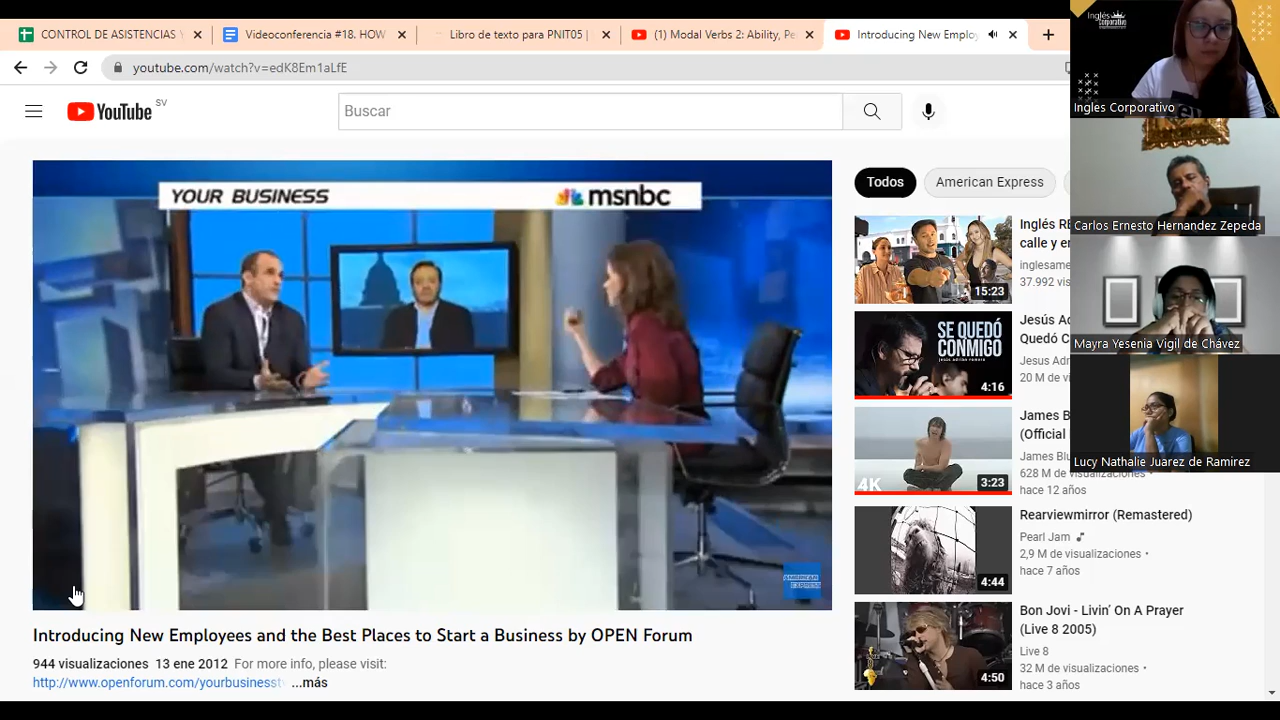 CONTROL DE ASISTENCIAS
Videoconferencia #18. HOW
Libro de texto para PNIT05 |
(1) Modal Verbs 2: Ability, Pe
Introducing New Employ
youtube.com/watch?v=edK8Em1aLfE
YouTube SV
Buscar
YOUR BUSINESS msnbc
AMERICAN EXPRESS
Introducing New Employees and the Best Places to Start a Business by OPEN Forum
944 visualizaciones 13 ene 2012 For more info, please visit:
http://www.openforum.com/yourbusinesst ...más
Todos American Express
Inglés RE
calle y en
inglesame
37.992 vis
15:23
Jesús Ad
Quedó C
Jesus Adr
20 M de vi
SE QUEDÓ
CONMIGO
4:16
James B
(Official
James Blu
628 M de visualizaciones •
hace 12 años
4K 3:23
Rearviewmirror (Remastered)
Pearl Jam
2,9 M de visualizaciones •
hace 7 años
4:44
Bon Jovi - Livin' On A Prayer
(Live 8 2005)
Live 8
32 M de visualizaciones •
hace 3 años
4:50
Inglés
Corporativo
Ingles Corporativo
Carlos Ernesto Hernandez Zepeda
Mayra Yesenia Vigil de Chávez
Lucy Nathalie Juarez de Ramirez